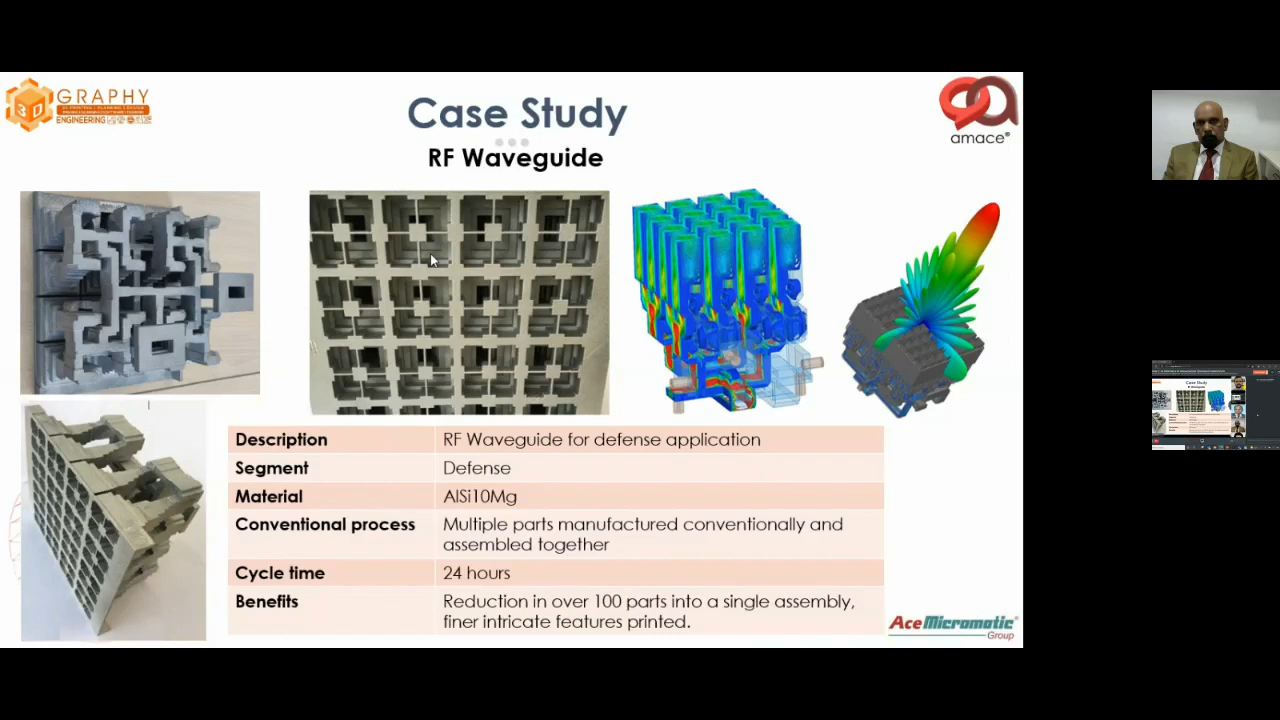 3D GRAPHY
ENGINEERING
Case Study
RF Waveguide
amace®
Description RF Waveguide for defense application
Segment Defense
Material AlSi10Mg
Conventional process Multiple parts manufactured conventionally and
assembled together
Cycle time 24 hours
Benefits Reduction in over 100 parts into a single assembly,
finer intricate features printed.
AceMicromatic®
Group